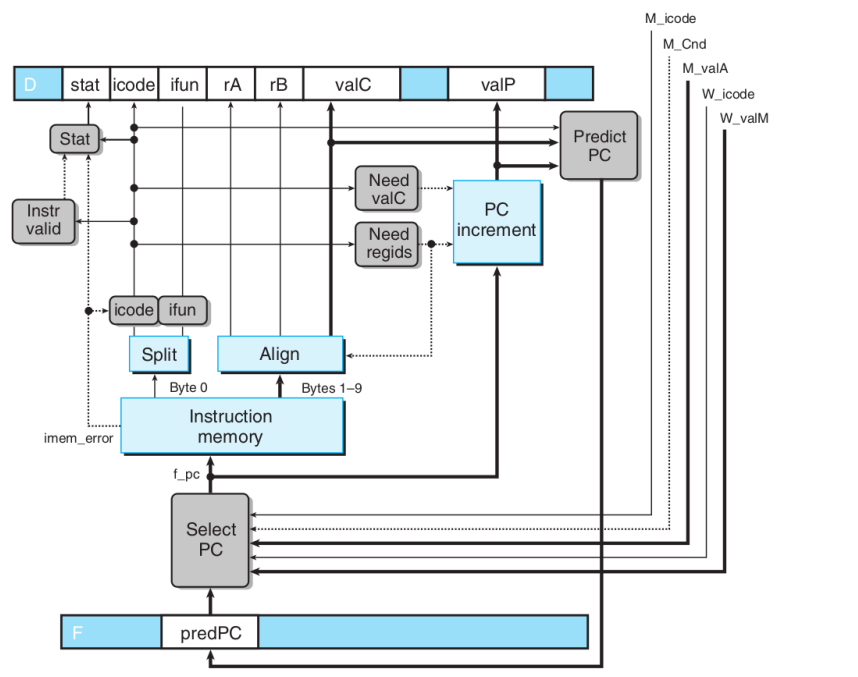 M_icode
M_Cnd
M_valA
W_icode
W_valM
D stat icode ifun rA rB valC valP
Stat
Predict
PC
Need
valC
Instr
valid
PC
increment
Need
regids
icode ifun
Split
Align
Byte 0
Bytes 1–9
Instruction
memory
imem_error
f_pc
Select
PC
F predPC